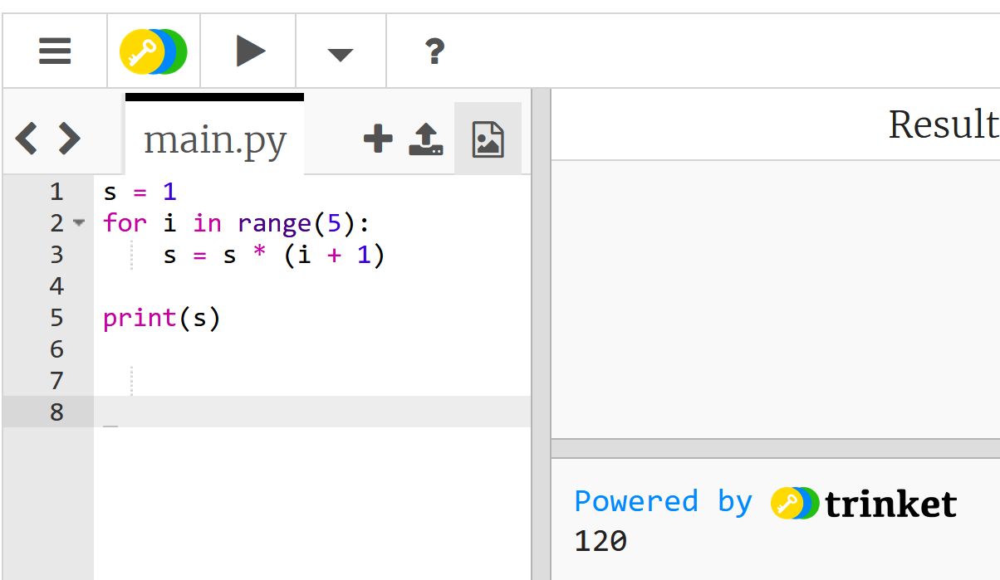 ?
main.py
Result
1 s = 1
2 for i in range(5):
3     s = s * (i + 1)
4
5 print(s)
6
7
8
Powered by trinket
120